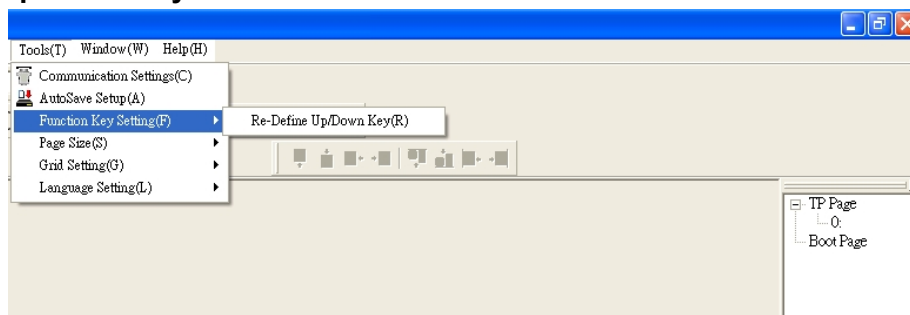 Tools(T) Window(W) Help(H)
Communication Settings(C)
AutoSave Setup(A)
Function Key Setting(F)
Re-Define Up/Down Key(R)
Page Size(S)
Grid Setting(G)
Language Setting(L)
TP Page
0:
Boot Page